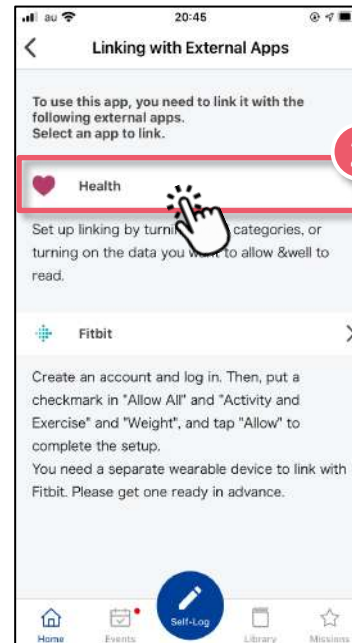 au 20:45
Linking with External Apps
To use this app, you need to link it with the
following external apps.
Select an app to link.
Health
Set up linking by categories, or
turning on the data you to allow &well to
read.
Fitbit
Create an account and log in. Then, put a
checkmark in "Allow All" and "Activity and
Exercise" and "Weight", and tap "Allow" to
complete the setup.
You need a separate wearable device to link with
Fitbit. Please get one ready in advance.
Home Events Self-Log Library Missions